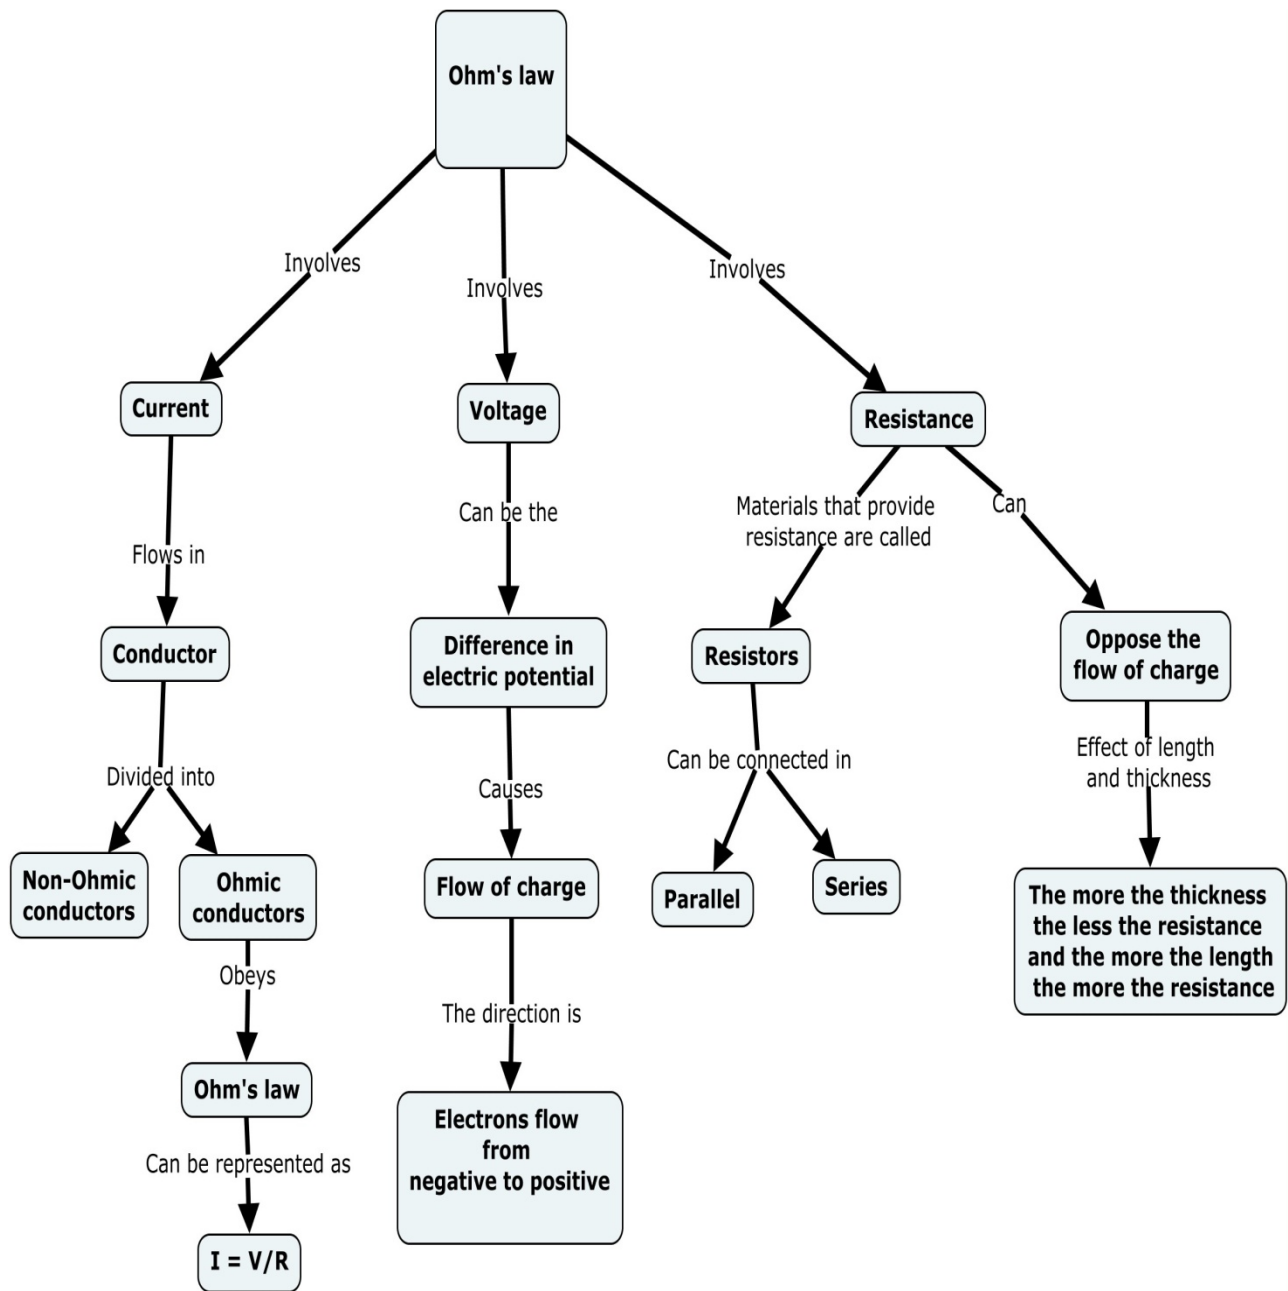 Ohm's law
Involves
Involves
Involves
Current
Voltage
Resistance
Flows in
Can be the
Materials that provide
resistance are called
Can
Conductor
Difference in
electric potential
Resistors
Oppose the
flow of charge
Divided into
Causes
Can be connected in
Effect of length
and thickness
Non-Ohmic
conductors
Ohmic
conductors
Flow of charge
Parallel
Series
The more the thickness
the less the resistance
and the more the length
the more the resistance
Obeys
The direction is
Ohm's law
Electrons flow
from
negative to positive
Can be represented as
I = V/R